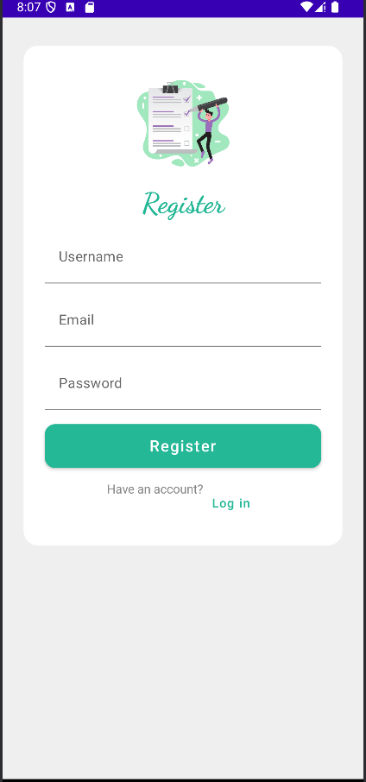 8:07
Register
Username
Email
Password
Register
Have an account?
Log in